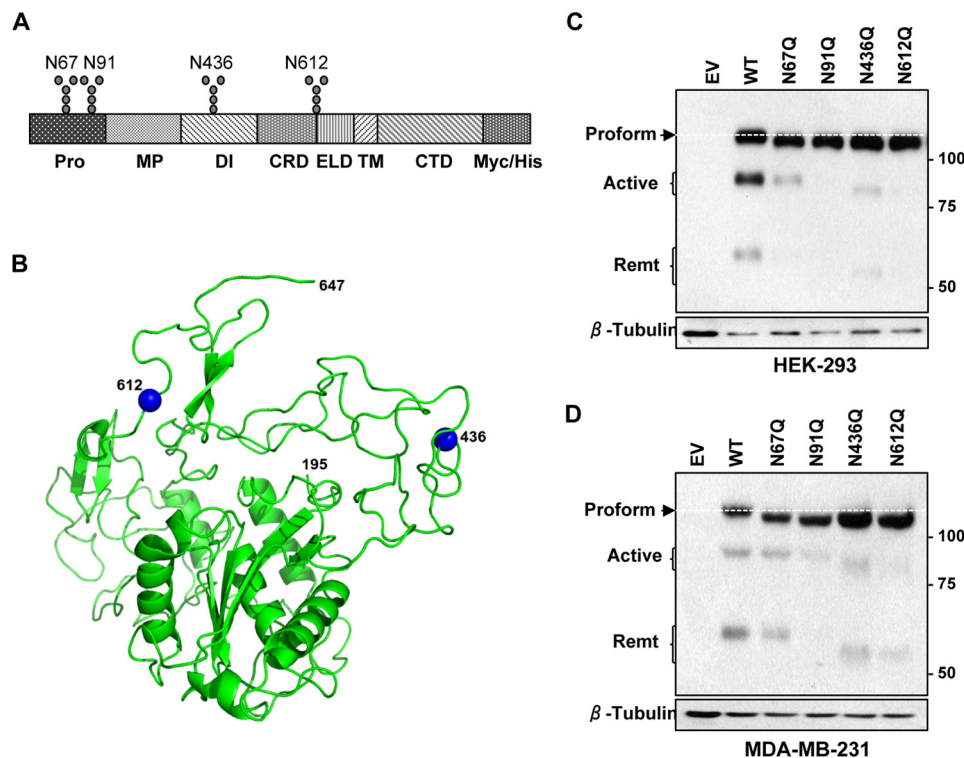 A
N67 N91 N436 N612
Pro MP DI CRD ELD TM CTD Myc/His
B
647
612
436
195
C
EV WT N67Q N91Q N436Q N612Q
Proform
100
Active
- 75
Remt
- 50
β-Tubulin
HEK-293
D
EV WT N67Q N91Q N436Q N612Q
Proform
100
Active
75
Remt
- 50
β-Tubulin
MDA-MB-231